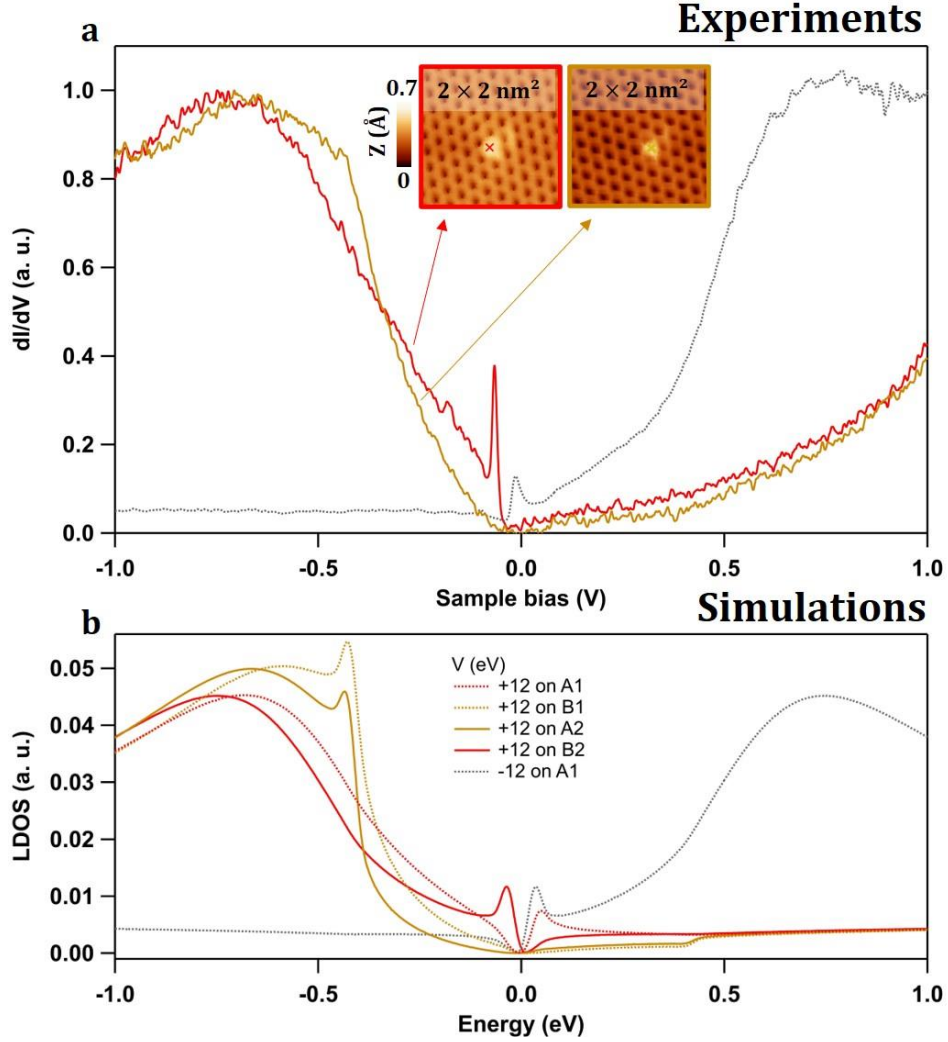 Experiments
a
1.0
0.8
0.6
0.4
0.2
0.0
dI/dV (a. u.)
0.7
Z (Å)
0
2 × 2 nm²
2 × 2 nm²
-1.0 -0.5 0.0 0.5 1.0
Sample bias (V)
Simulations
b
0.05
0.04
0.03
0.02
0.01
0.00
LDOS (a. u.)
V (eV)
+12 on A1
+12 on B1
+12 on A2
+12 on B2
-12 on A1
-1.0 -0.5 0.0 0.5 1.0
Energy (eV)